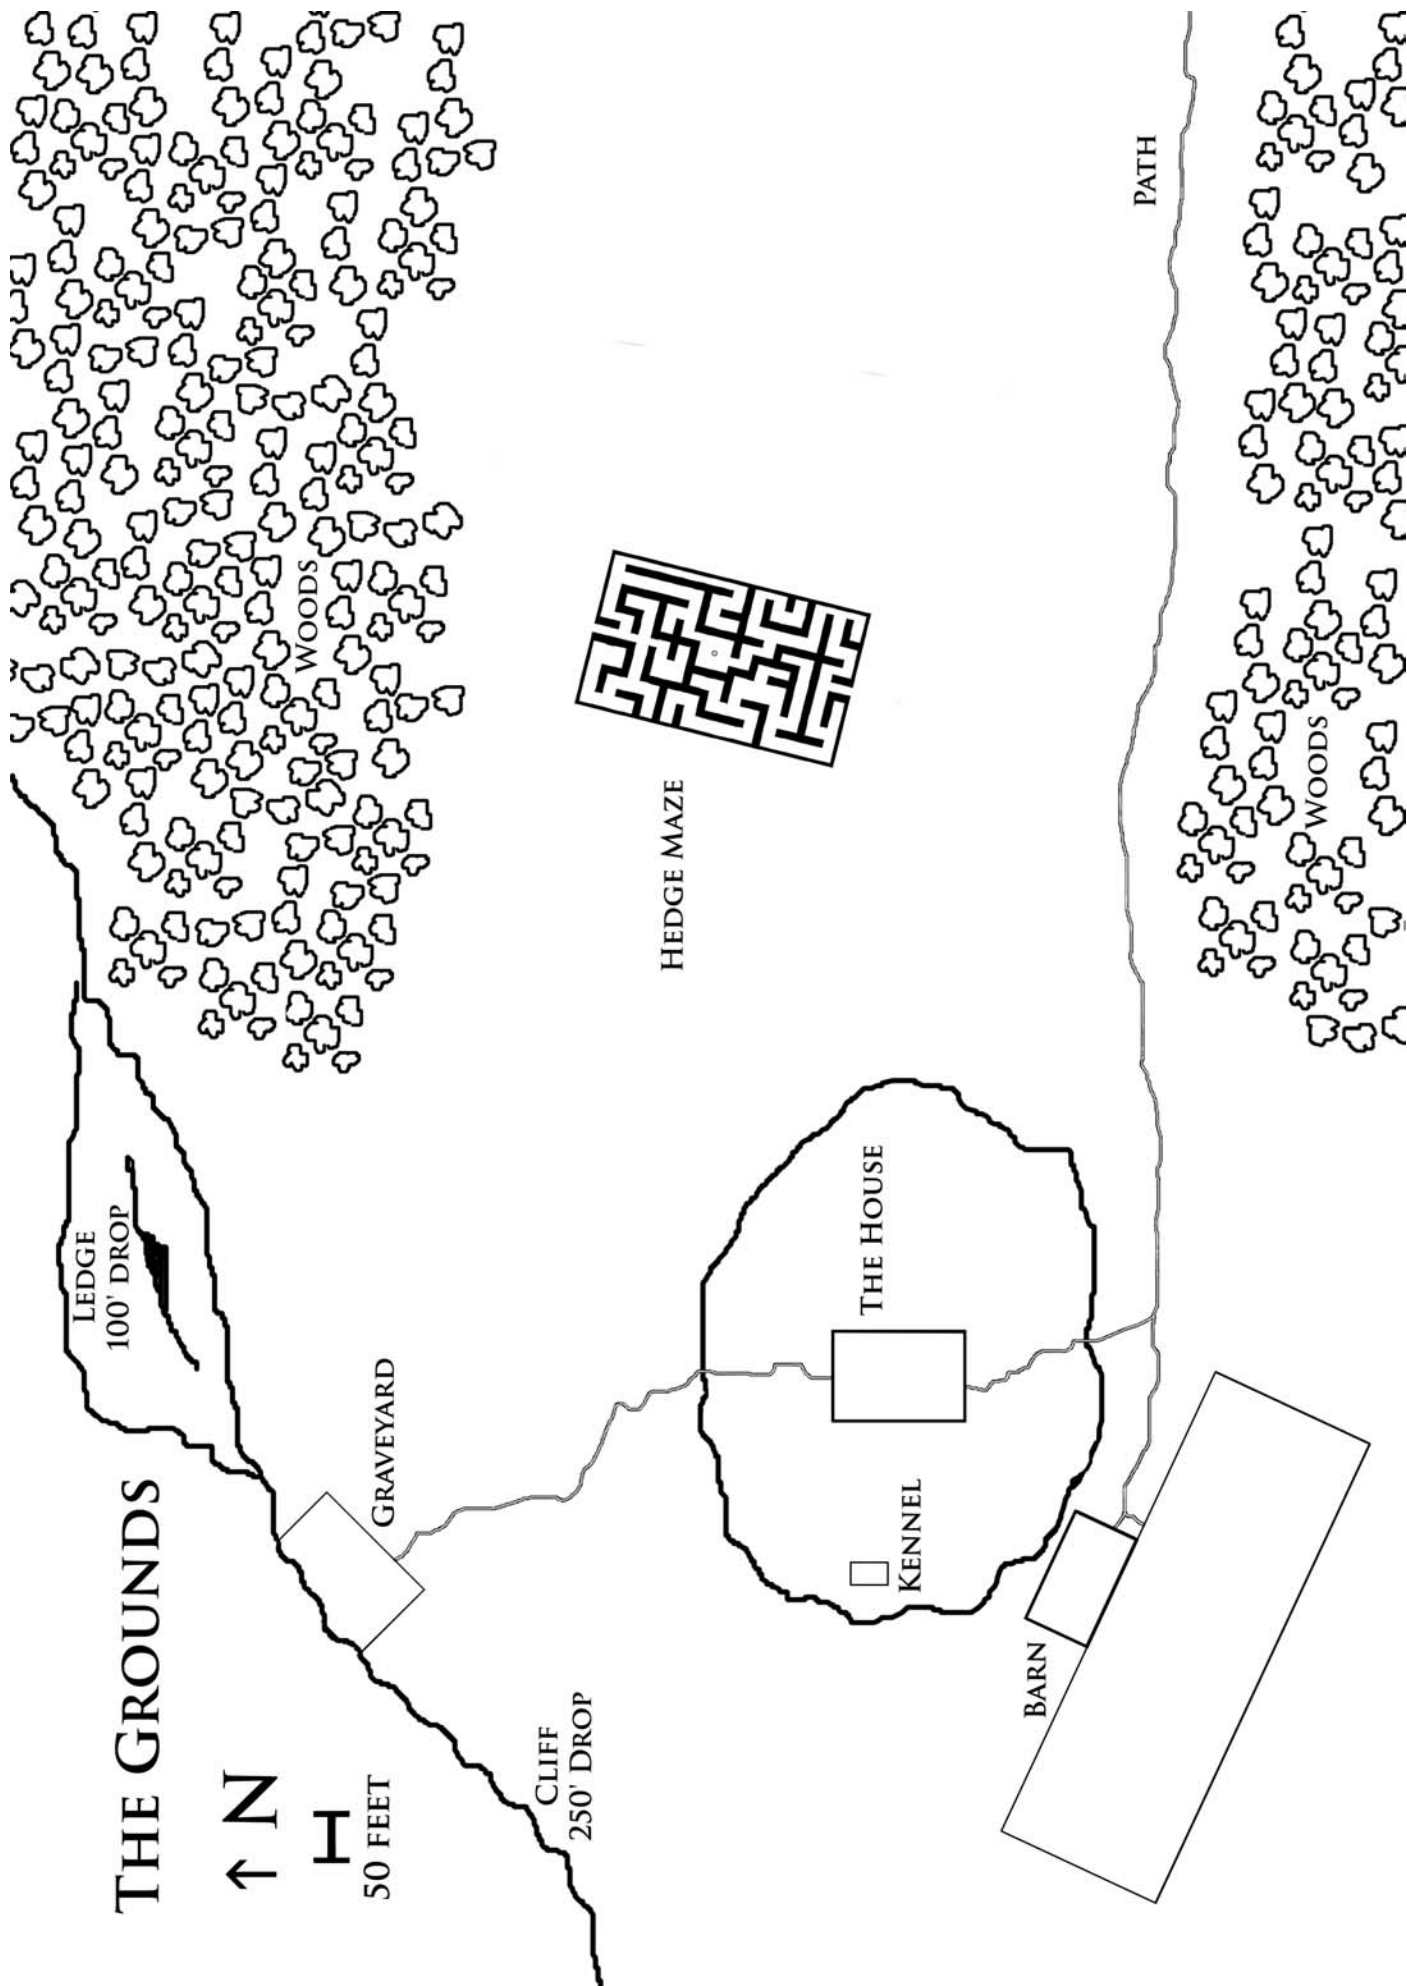 THE GROUNDS
↑ N
50 FEET
LEDGE
100' DROP
GRAVEYARD
CLIFF
250' DROP
WOODS
HEDGE MAZE
THE HOUSE
KENNEL
BARN
PATH
WOODS